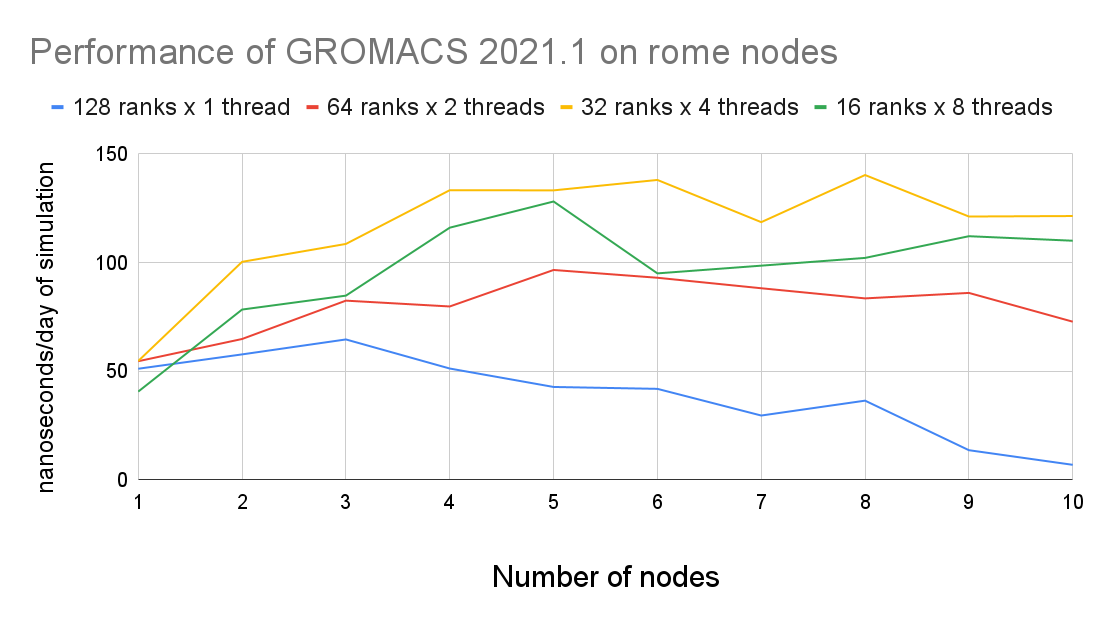 Performance of GROMACS 2021.1 on rome nodes
128 ranks x 1 thread 64 ranks x 2 threads 32 ranks x 4 threads 16 ranks x 8 threads
nanoseconds/day of simulation
150
100
50
0
1 2 3 4 5 6 7 8 9 10
Number of nodes